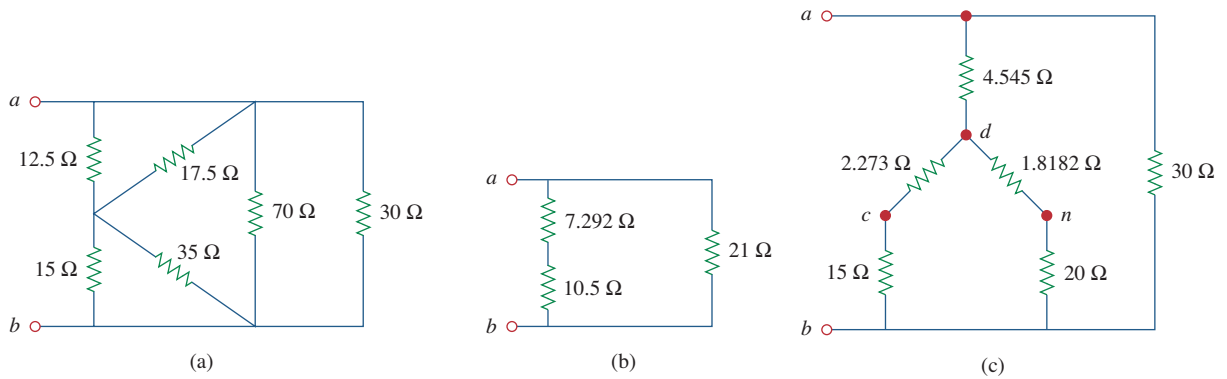 a
12.5 Ω
17.5 Ω
70 Ω
30 Ω
35 Ω
15 Ω
b
(a)
a
7.292 Ω
21 Ω
10.5 Ω
b
(b)
a
4.545 Ω
d
2.273 Ω
1.8182 Ω
30 Ω
c
n
15 Ω
20 Ω
b
(c)